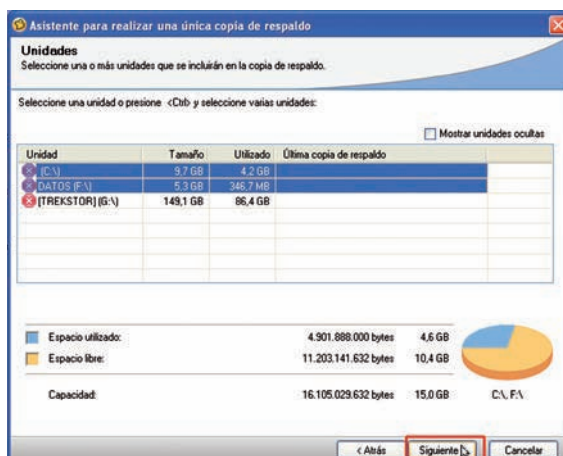 Asistente para realizar una única copia de respaldo
Unidades
Seleccione una o más unidades que se incluirán en la copia de respaldo.
Seleccione una unidad o presione <Ctrl> y seleccione varias unidades:
Mostrar unidades ocultas
Unidad Tamaño Utilizado Última copia de respaldo
(C:\) 9,7 GB 4,2 GB
DATOS (F:\) 5,3 GB 346,7 MB
[TREKSTOR] (G:\) 149,1 GB 86,4 GB
Espacio utilizado: 4.901.888.000 bytes 4,6 GB
Espacio libre: 11.203.141.632 bytes 10,4 GB
Capacidad: 16.105.029.632 bytes 15,0 GB C:\, F:\
< Atrás Siguiente > Cancelar